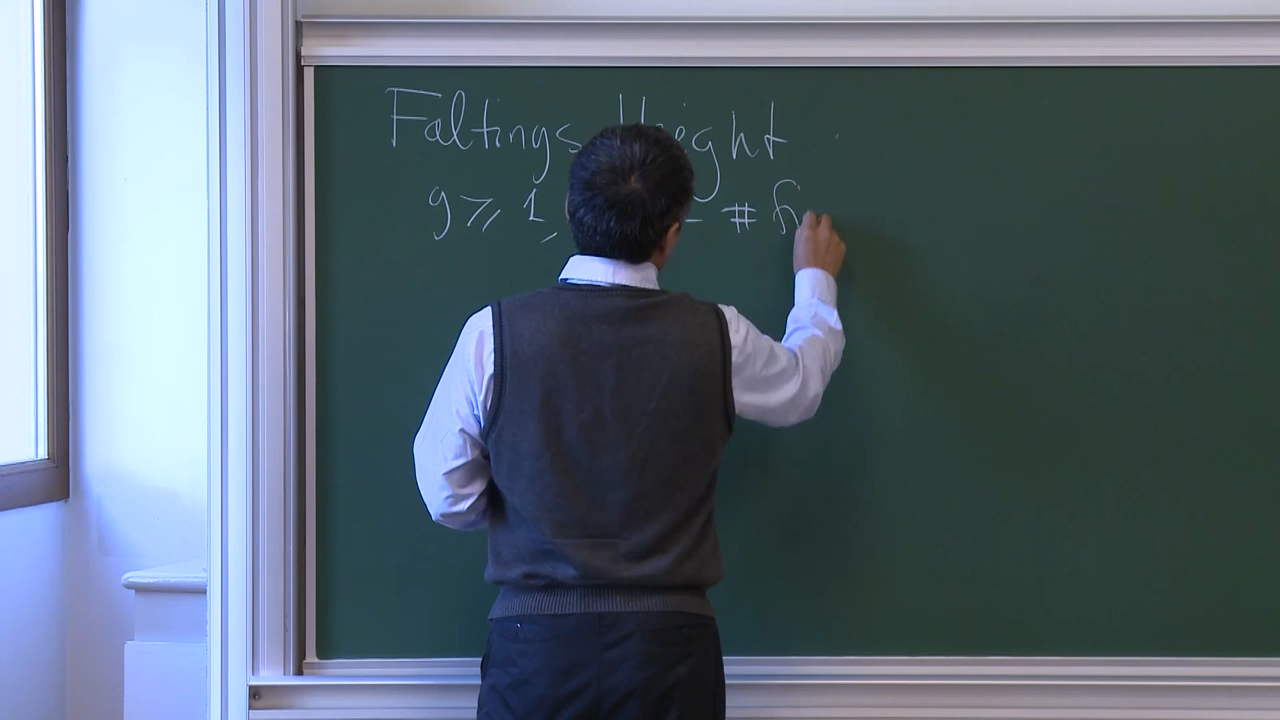 Faltings Height
g ⩾ 1, - # fi